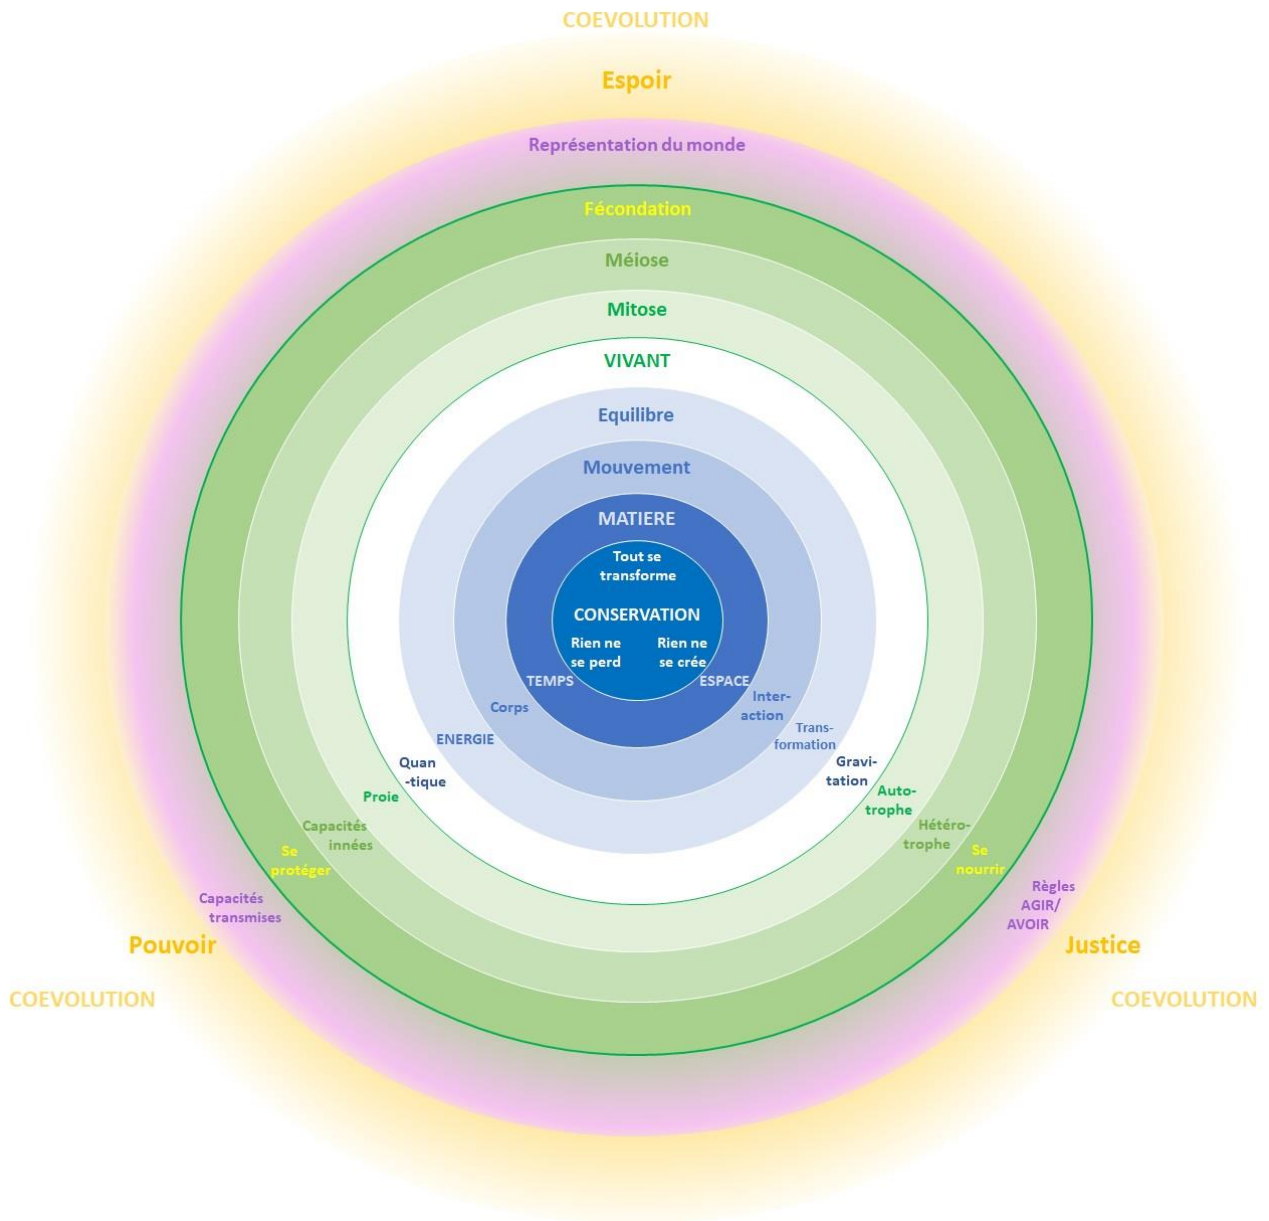 COEVOLUTION
Espoir
Représentation du monde
Fécondation
Méiose
Mitose
VIVANT
Equilibre
Mouvement
MATIERE
Tout se
transforme
CONSERVATION
Rien ne
se perd
Rien ne
se crée
TEMPS
ESPACE
Corps
Inter-
action
ENERGIE
Trans-
formation
Quan
-tique
Gravi-
tation
Proie
Auto-
trophe
Capacités
innées
Hétéro-
trophe
Se
protéger
Se
nourrir
Capacités
transmises
Règles
AGIR/
AVOIR
Pouvoir
Justice
COEVOLUTION
COEVOLUTION